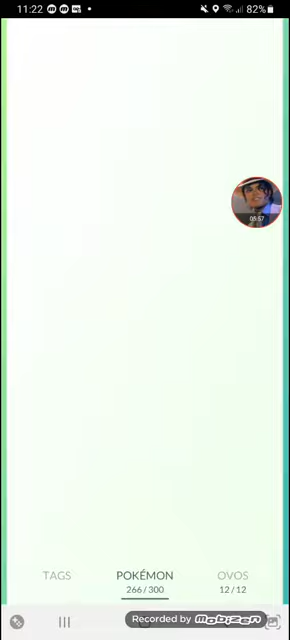 11:22 82%
05:57
TAGS POKÉMON OVOS
266 / 300 12 / 12
Recorded by MOBIZEN